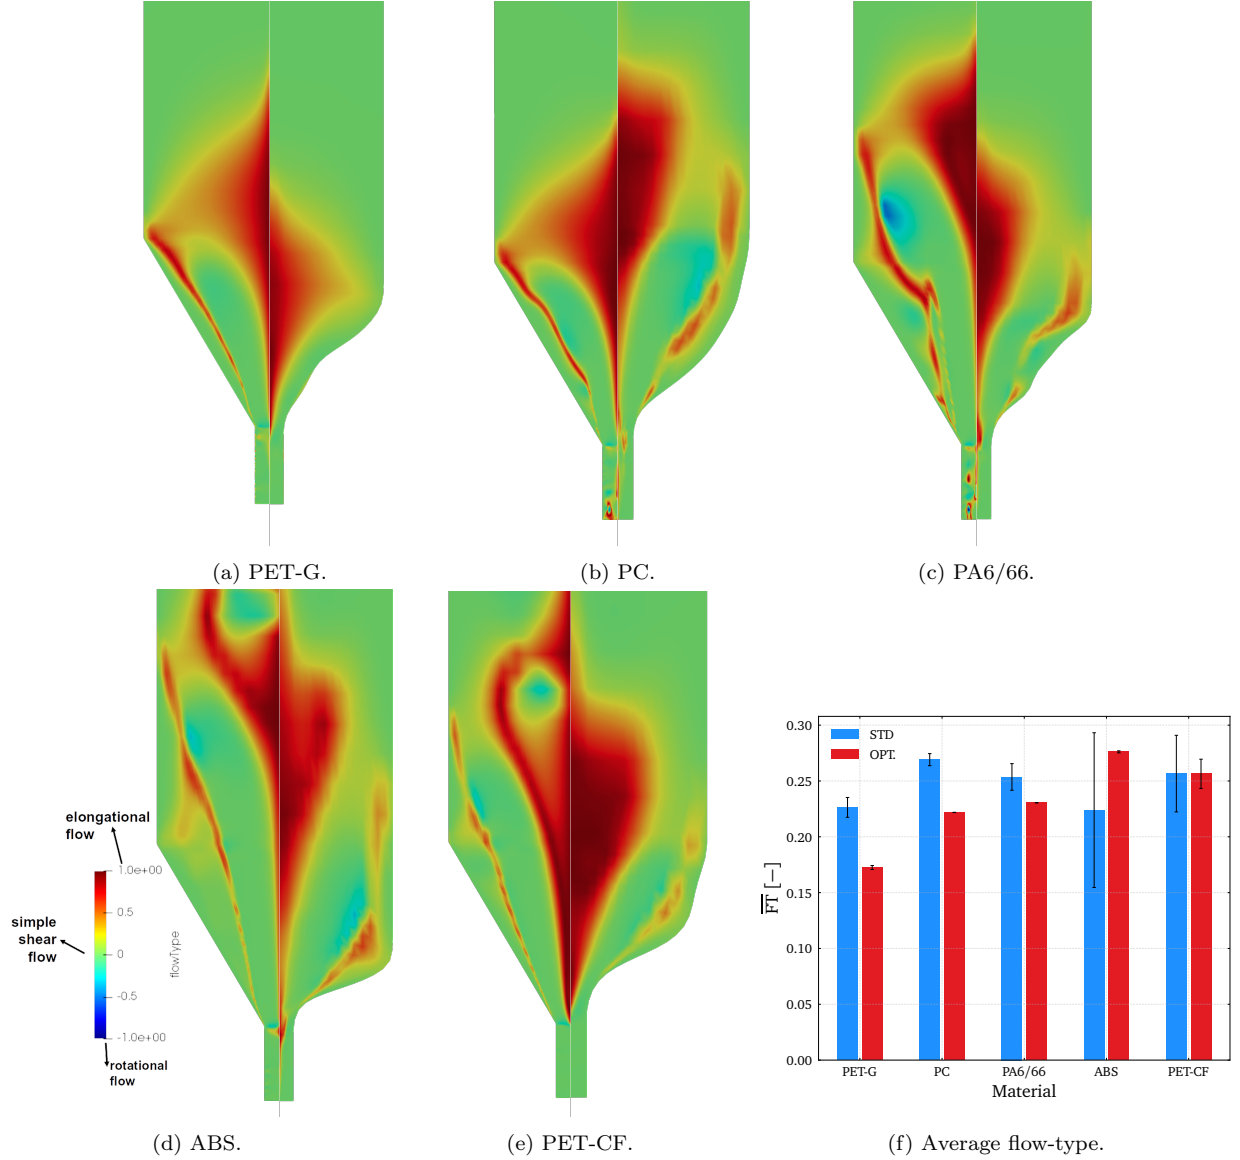 (a) PET-G.
(b) PC.
(c) PA6/66.
elongational
flow
1.0e+00
0.5
simple
shear
flow
0
-0.5
-1.0e+00
flowType
rotational
flow
(d) ABS.
(e) PET-CF.
STD
OPT.
0.30
0.25
0.20
0.15
0.10
0.05
0.00
FT [−]
PET-G
PC
PA6/66
ABS
PET-CF
Material
(f) Average flow-type.